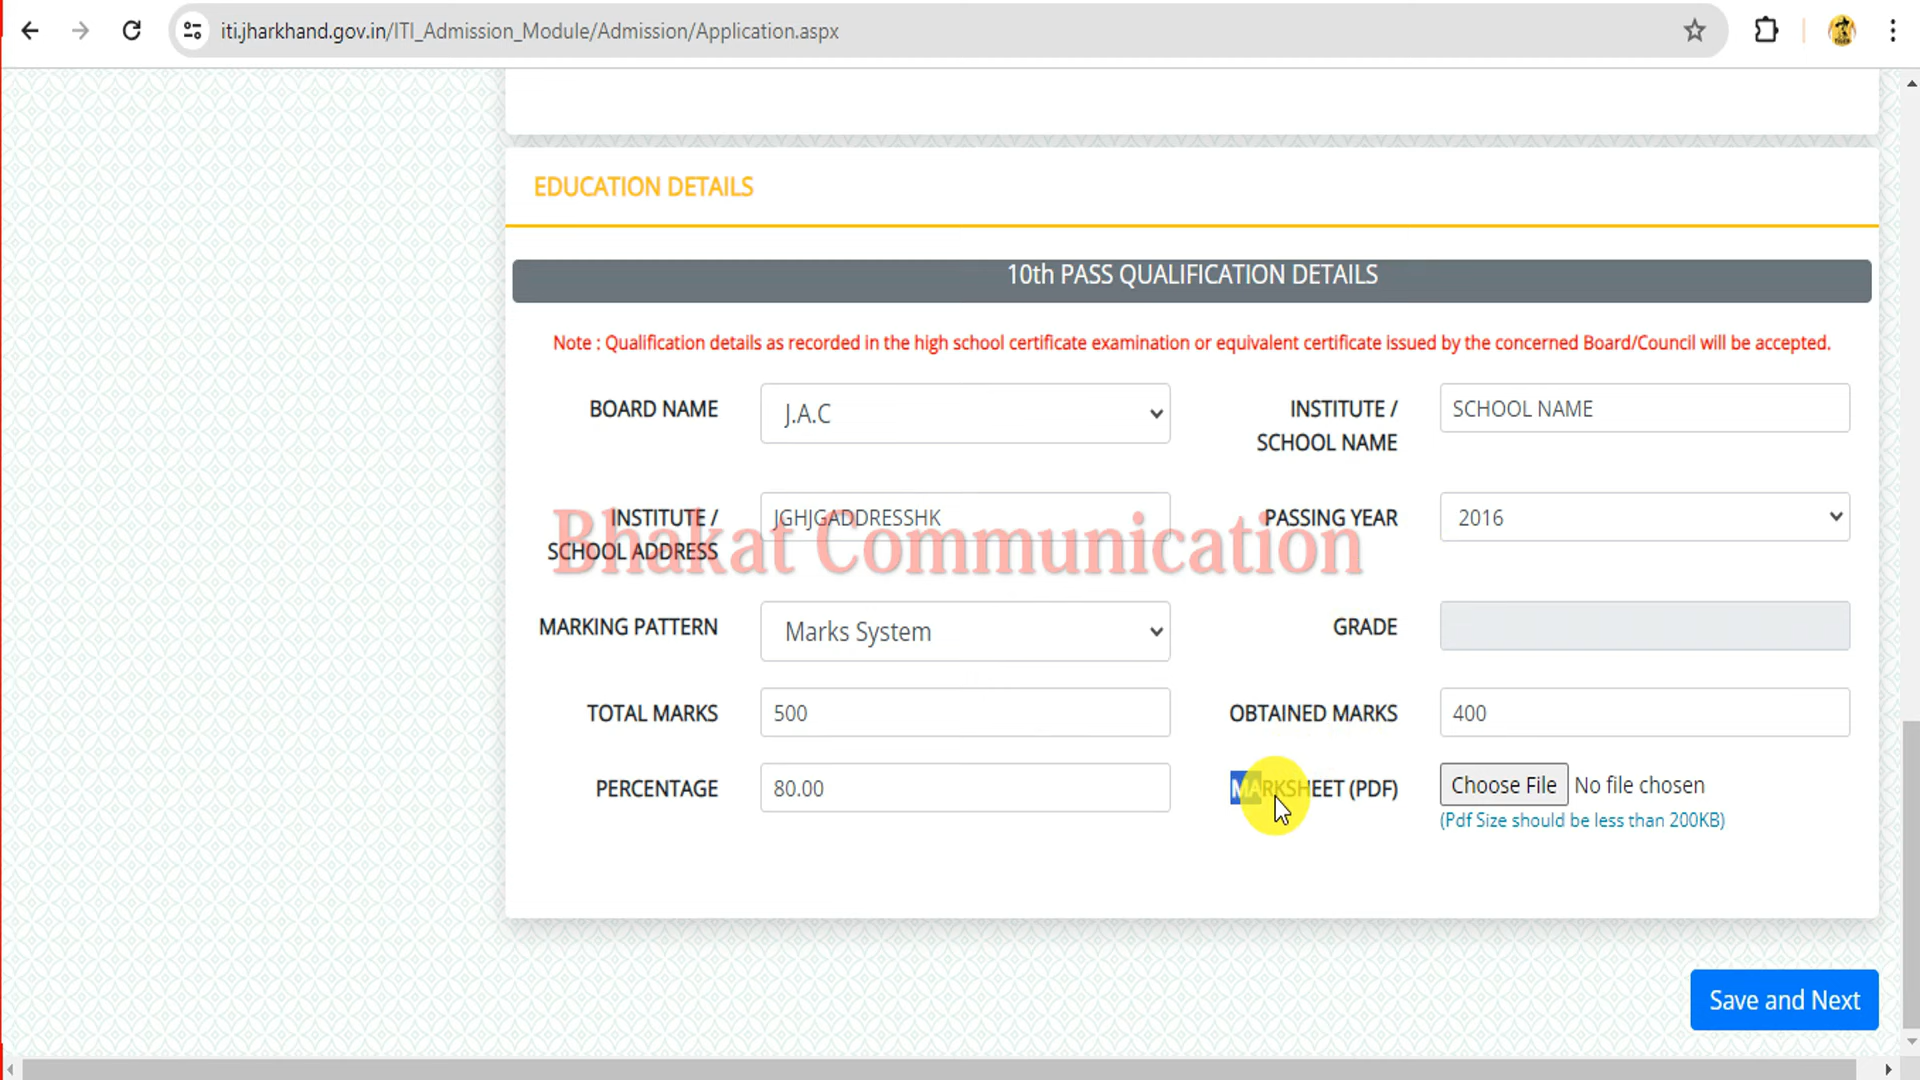 iti.jharkhand.gov.in/ITI_Admission_Module/Admission/Application.aspx
EDUCATION DETAILS
10th PASS QUALIFICATION DETAILS
Note : Qualification details as recorded in the high school certificate examination or equivalent certificate issued by the concerned Board/Council will be accepted.
BOARD NAME J.A.C INSTITUTE / SCHOOL NAME
SCHOOL NAME
INSTITUTE / JGHJGADDRESSHK PASSING YEAR 2016
SCHOOL ADDRESS
Bhakat Communication
MARKING PATTERN Marks System GRADE
TOTAL MARKS 500 OBTAINED MARKS 400
PERCENTAGE 80.00 MARKSHEET (PDF) Choose File No file chosen
(Pdf Size should be less than 200KB)
Save and Next